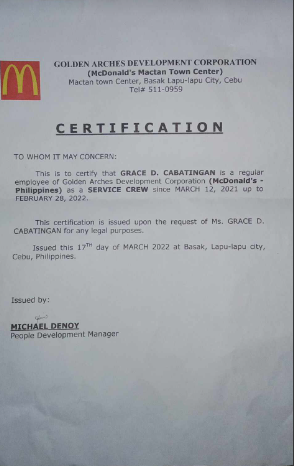 GOLDEN ARCHES DEVELOPMENT CORPORATION
(McDonald's Mactan Town Center)
Mactan town Center, Basak Lapu-lapu City, Cebu
Tel# 511-0959
CERTIFICATION
TO WHOM IT MAY CONCERN:
This is to certify that GRACE D. CABATINGAN is a regular
employee of Golden Arches Development Corporation (McDonald's -
Philippines) as a SERVICE CREW since MARCH 12, 2021 up to
FEBRUARY 28, 2022.
This certification is issued upon the request of Ms. GRACE D.
CABATINGAN for any legal purposes.
Issued this 17TH day of MARCH 2022 at Basak, Lapu-lapu city,
Cebu, Philippines.
Issued by:
MICHAEL DENOY
People Development Manager